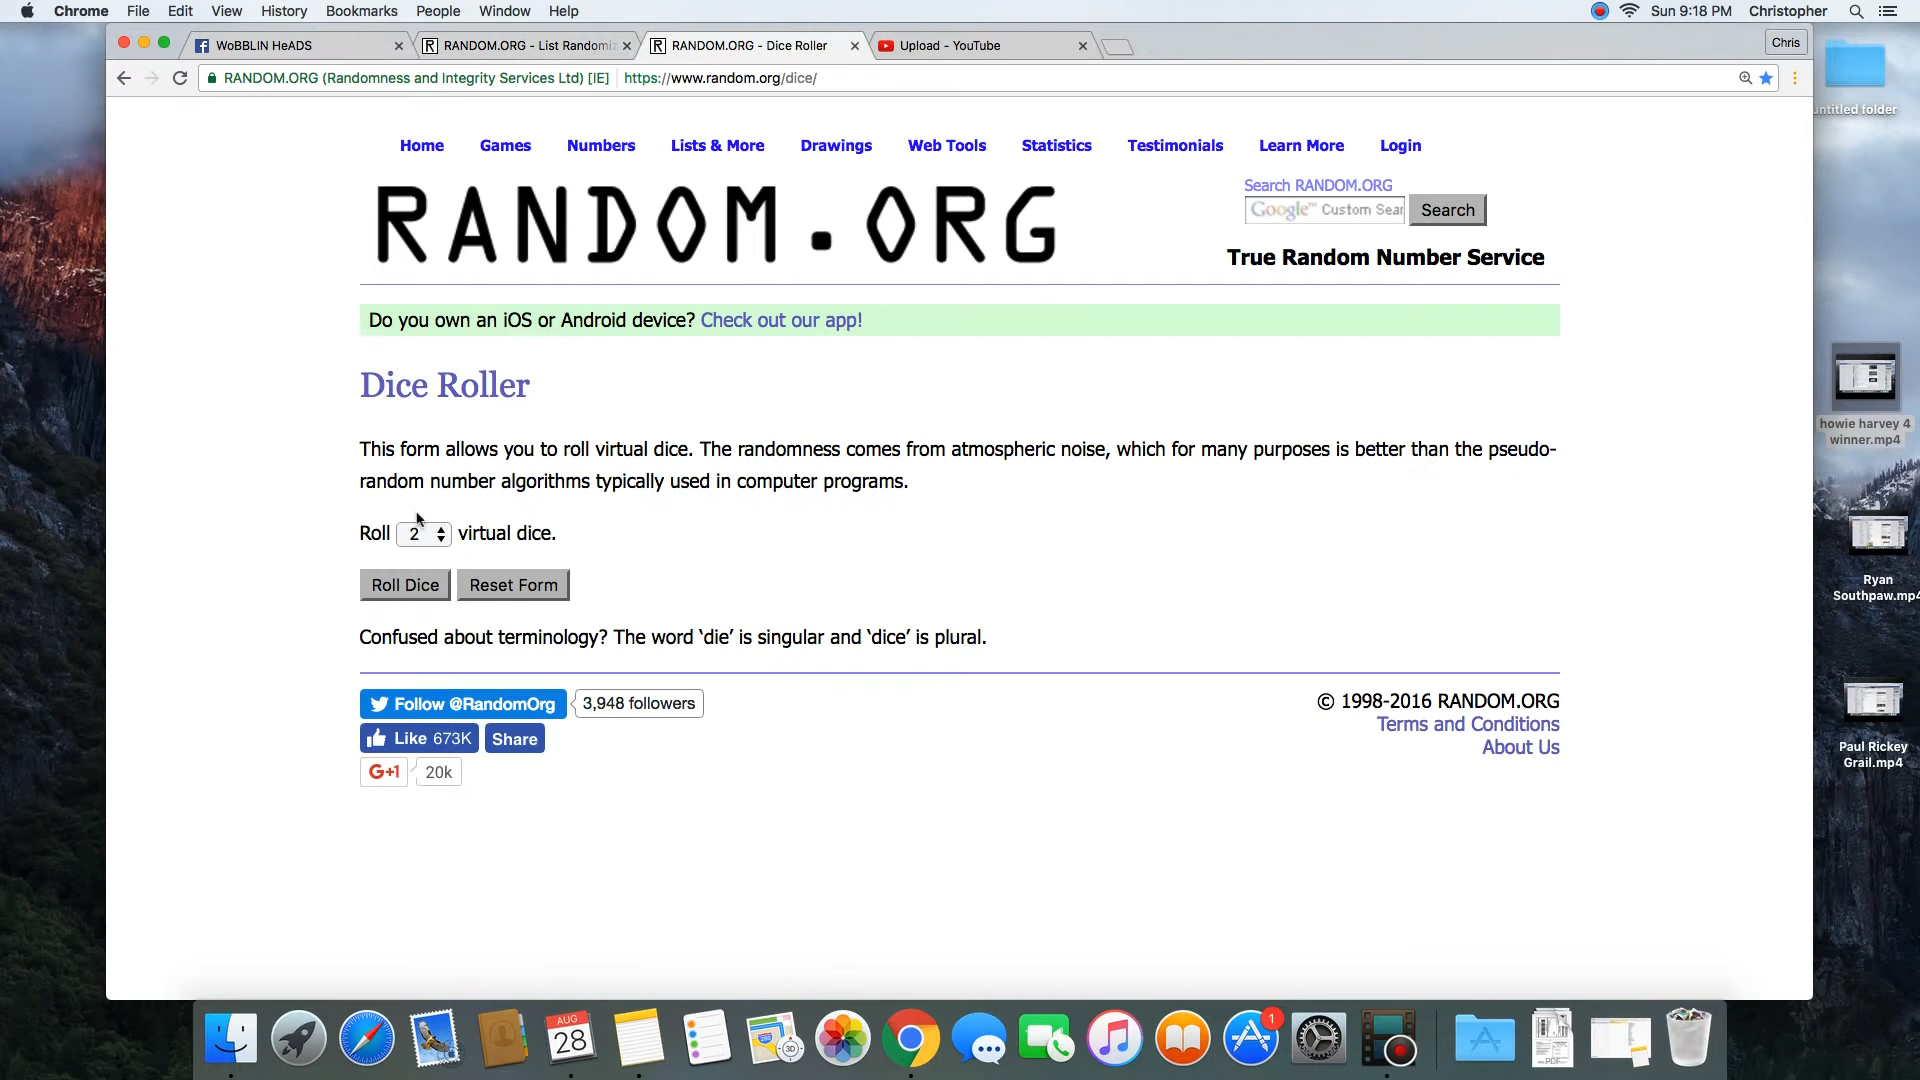 Chrome File Edit View History Bookmarks People Window Help
Sun 9:18 PM Christopher
WoBBLIN HeADS
RANDOM.ORG - List Randomiz
RANDOM.ORG - Dice Roller
Upload - YouTube
Chris
RANDOM.ORG (Randomness and Integrity Services Ltd) [IE] https://www.random.org/dice/
untitled folder
Home Games Numbers Lists & More Drawings Web Tools Statistics Testimonials Learn More Login
RANDOM.ORG
Search RANDOM.ORG
Google™ Custom Sear Search
True Random Number Service
Do you own an iOS or Android device? Check out our app!
Dice Roller
This form allows you to roll virtual dice. The randomness comes from atmospheric noise, which for many purposes is better than the pseudo-
random number algorithms typically used in computer programs.
Roll 2 virtual dice.
Roll Dice Reset Form
Confused about terminology? The word ‘die’ is singular and ‘dice’ is plural.
Follow @RandomOrg 3,948 followers
Like 673K Share
G+1 20k
© 1998-2016 RANDOM.ORG
Terms and Conditions
About Us
howie harvey 4
winner.mp4
Ryan
Southpaw.mp4
Paul Rickey
Grail.mp4
AUG
28
280
3D
1
PDF